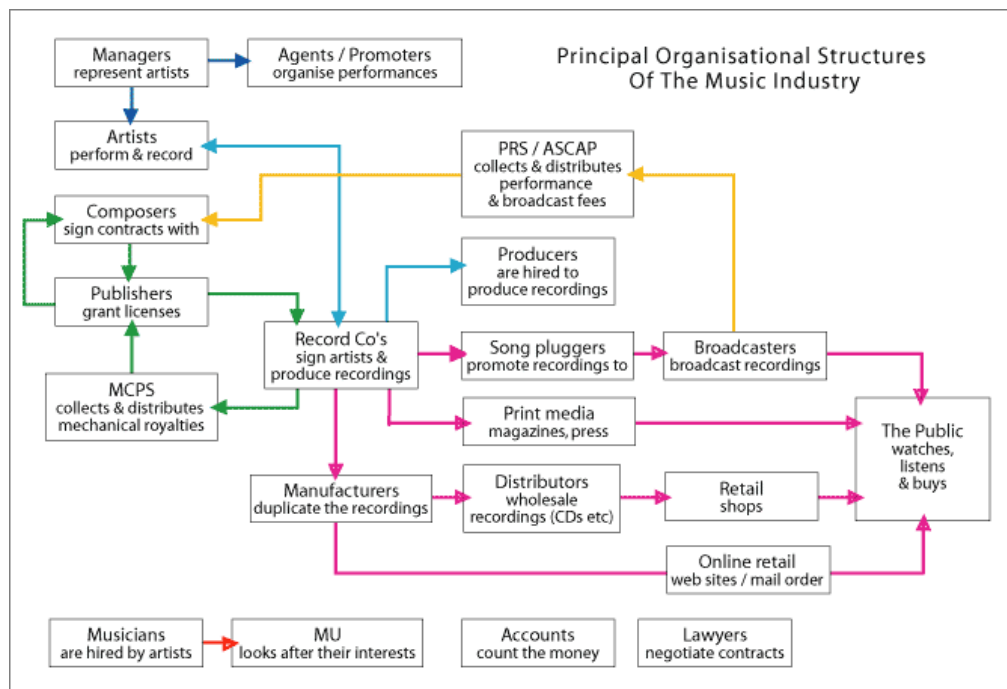 Principal Organisational Structures
Of The Music Industry
Managers
represent artists
Agents / Promoters
organise performances
Artists
perform & record
PRS / ASCAP
collects & distributes
performance
& broadcast fees
Composers
sign contracts with
Producers
are hired to
produce recordings
Publishers
grant licenses
Record Co's
sign artists &
produce recordings
Song pluggers
promote recordings to
Broadcasters
broadcast recordings
MCPS
collects & distributes
mechanical royalties
Print media
magazines, press
The Public
watches,
listens
& buys
Manufacturers
duplicate the recordings
Distributors
wholesale
recordings (CDs etc)
Retail
shops
Online retail
web sites / mail order
Musicians
are hired by artists
MU
looks after their interests
Accounts
count the money
Lawyers
negotiate contracts